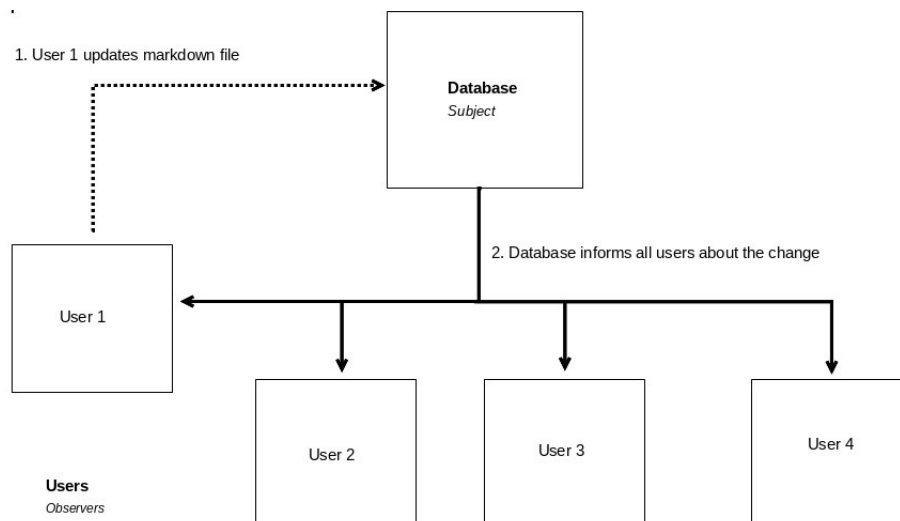 1. User 1 updates markdown file
Database
Subject
2. Database informs all users about the change
User 1
User 2
User 3
User 4
Users
Observers